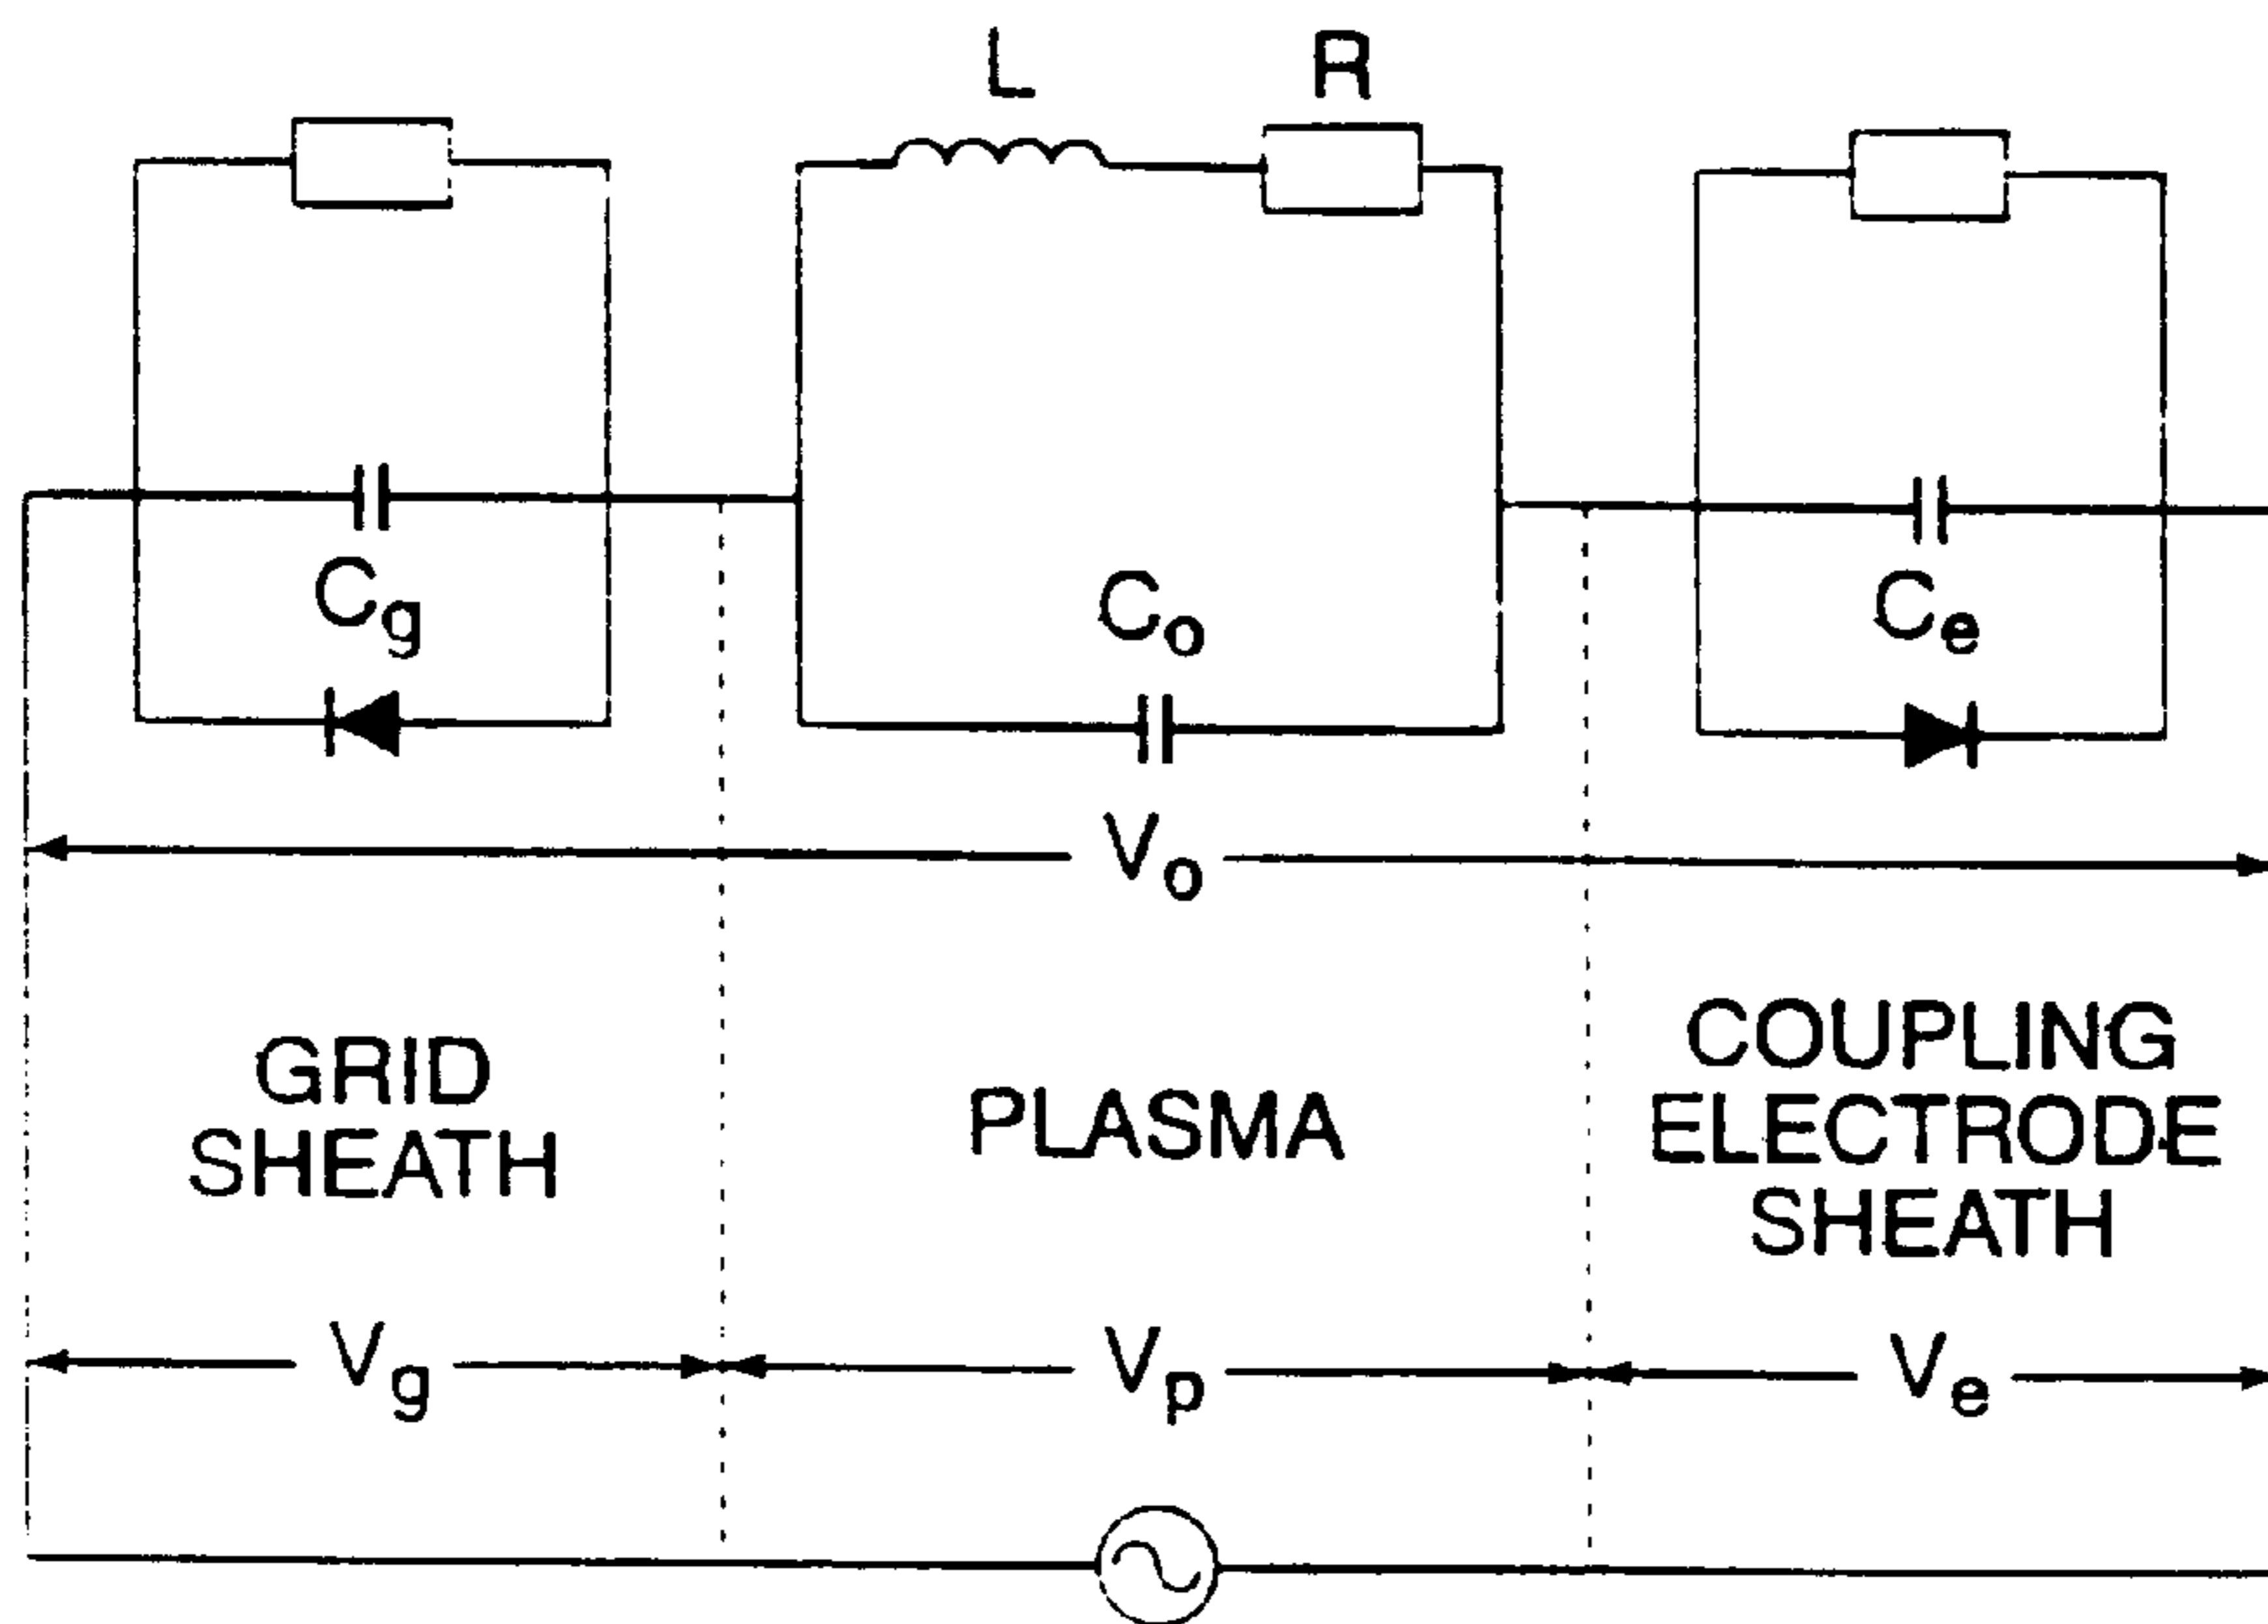 L
R
Cg
Co
Ce
Vo
GRID
SHEATH
PLASMA
COUPLING
ELECTRODE
SHEATH
Vg
Vp
Ve